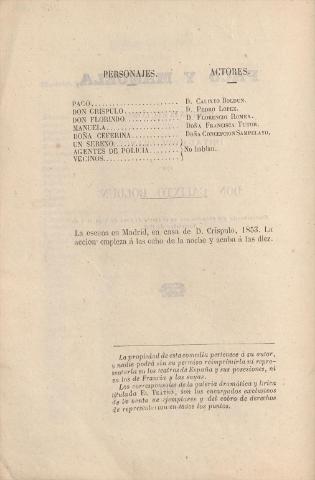 PERSONAJES. ACTORES.
PACO. . . . . . . . . . . . . . . . . . . . . D. CALIXTO BOLDUN.
DON CRISPULO. . . . . . . . . . . . . . . D. PEDRO LOPEZ.
DON FLORINDO. . . . . . . . . . . . . . . D. FLORENCIO ROMEA.
MANUELA. . . . . . . . . . . . . . . . . . DOÑA FRANCISCA TUTOR.
DOÑA CEFERINA. . . . . . . . . . . . . . DOÑA CONCEPCION SAMPELAYO.
UN SERENO. . . . . . . . . . . . . . . . .
AGENTES DE POLICÍA. . . . . . . . . . . No hablan.
VECINOS. . . . . . . . . . . . . . . . . .
La escena en Madrid, en casa de D. Crispulo, 1853. La
accion empieza á las ocho de la noche y acaba á las diez.
La propiedad de esta comedia pertenece á su autor,
y nadie podrá sin su permiso reimprimirla ni repre-
sentarla en los teatros de España y sus posesiones, ni
en los de Francia y las suyas.
Los corresponsales de la galería dramática y lírica
titulada EL TEATRO, son los encargados exclusivos
de la venta de ejemplares y del cobro de derechos
de representacion en todos los puntos.